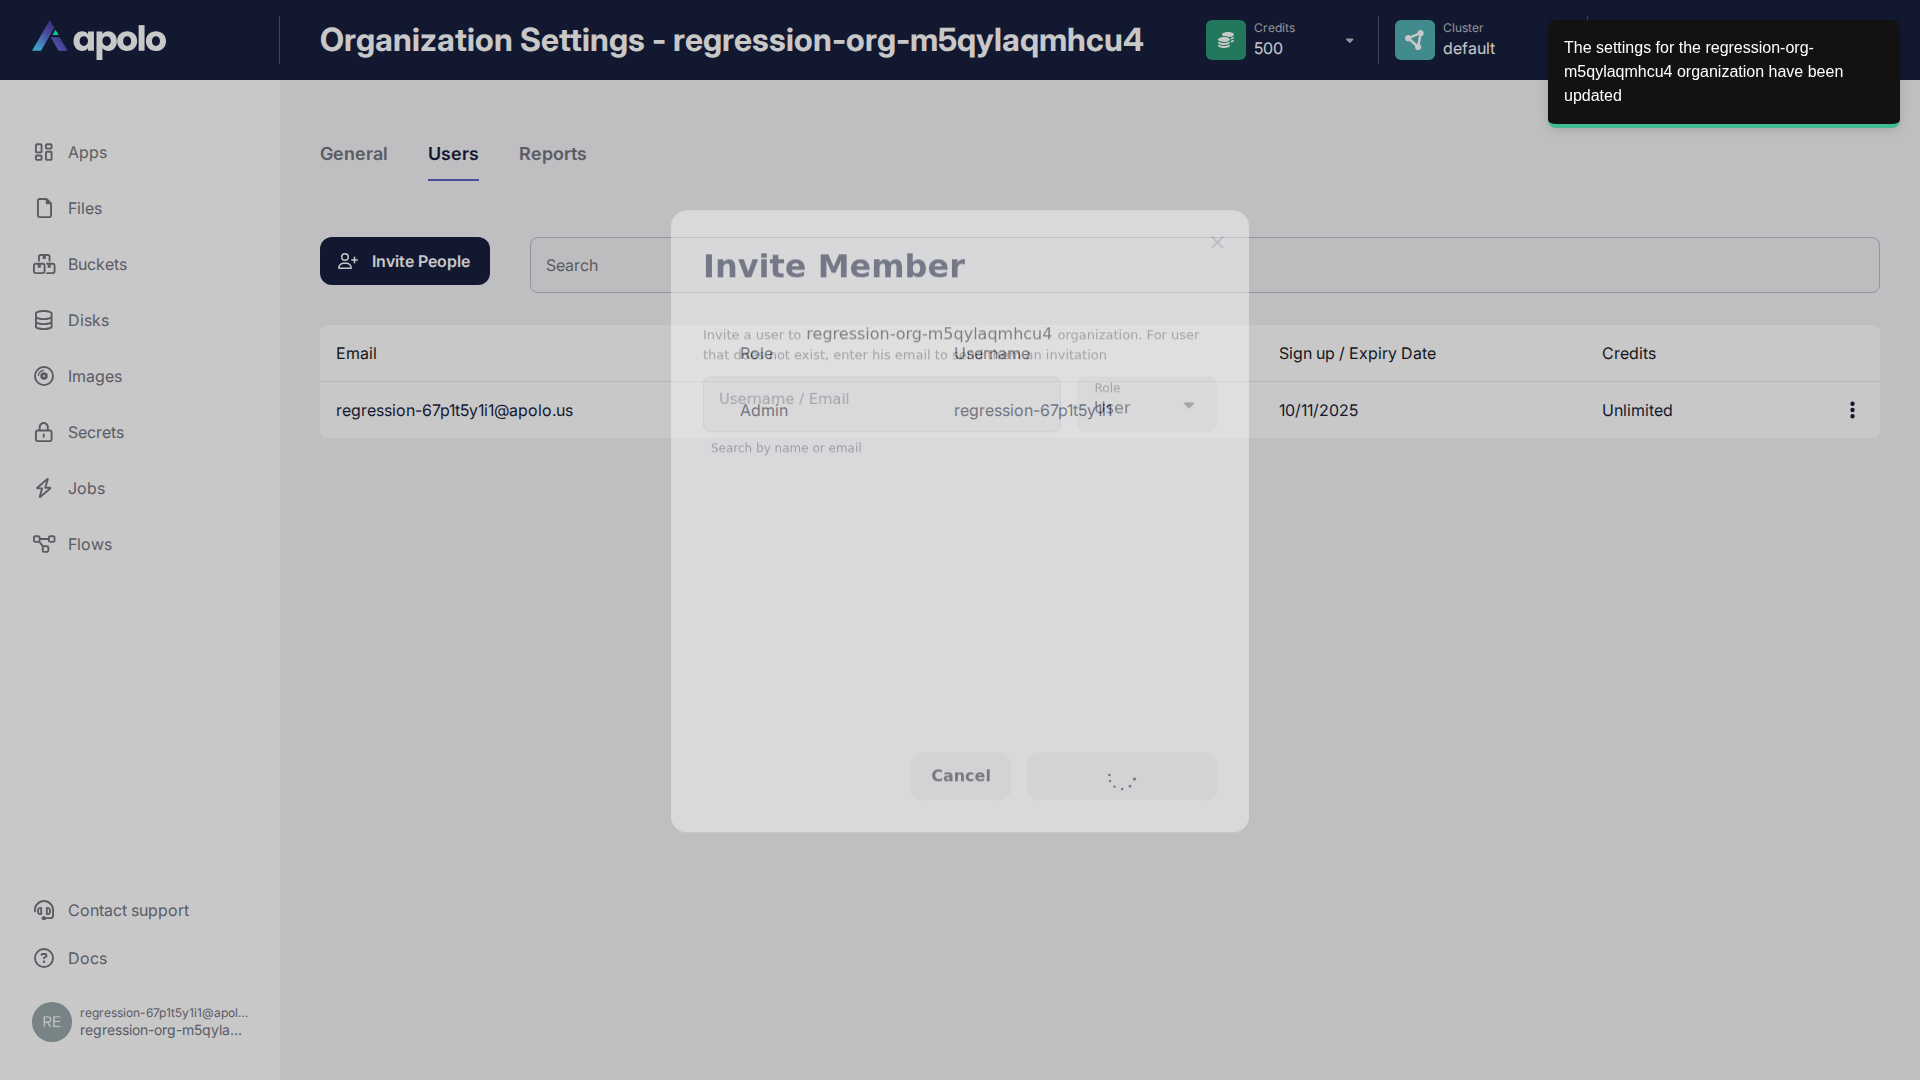 apolo
Organization Settings - regression-org-m5qylaqmhcu4
Credits
500
Cluster
default
The settings for the regression-org-
m5qylaqmhcu4 organization have been
updated
Apps
Files
Buckets
Disks
Images
Secrets
Jobs
Flows
Contact support
Docs
RE
regression-67p1t5y1i1@apol...
regression-org-m5qyla...
General
Users
Reports
Invite People
Search
Email
Role
Username
Sign up / Expiry Date
Credits
regression-67p1t5y1i1@apolo.us
Admin
regression-67p1t5y1i1
10/11/2025
Unlimited
Invite Member
Invite a user to regression-org-m5qylaqmhcu4 organization. For user
that does not exist, enter his email to send them an invitation
Username / Email
Role
User
Search by name or email
Cancel